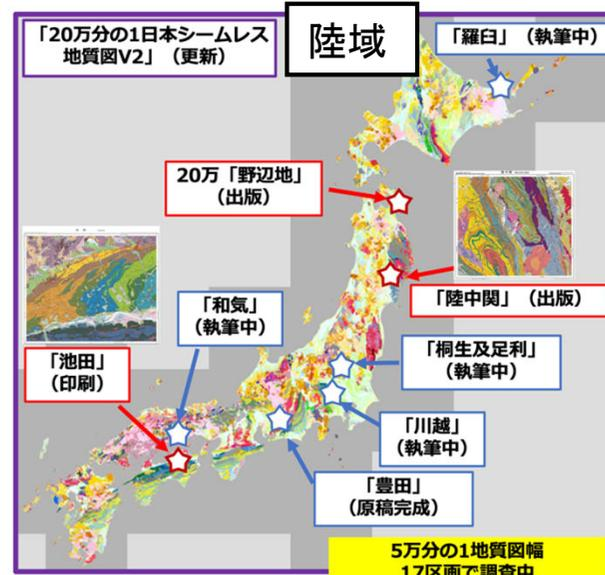 「20万分の1日本シームレス
地質図V2」（更新）
陸域
「羅臼」（執筆中）
20万「野辺地」
（出版）
「陸中関」（出版）
「和気」
（執筆中）
「池田」
（印刷）
「桐生及足利」
（執筆中）
「川越」
（執筆中）
「豊田」
（原稿完成）
5万分の1地質図幅
17区画で調査中